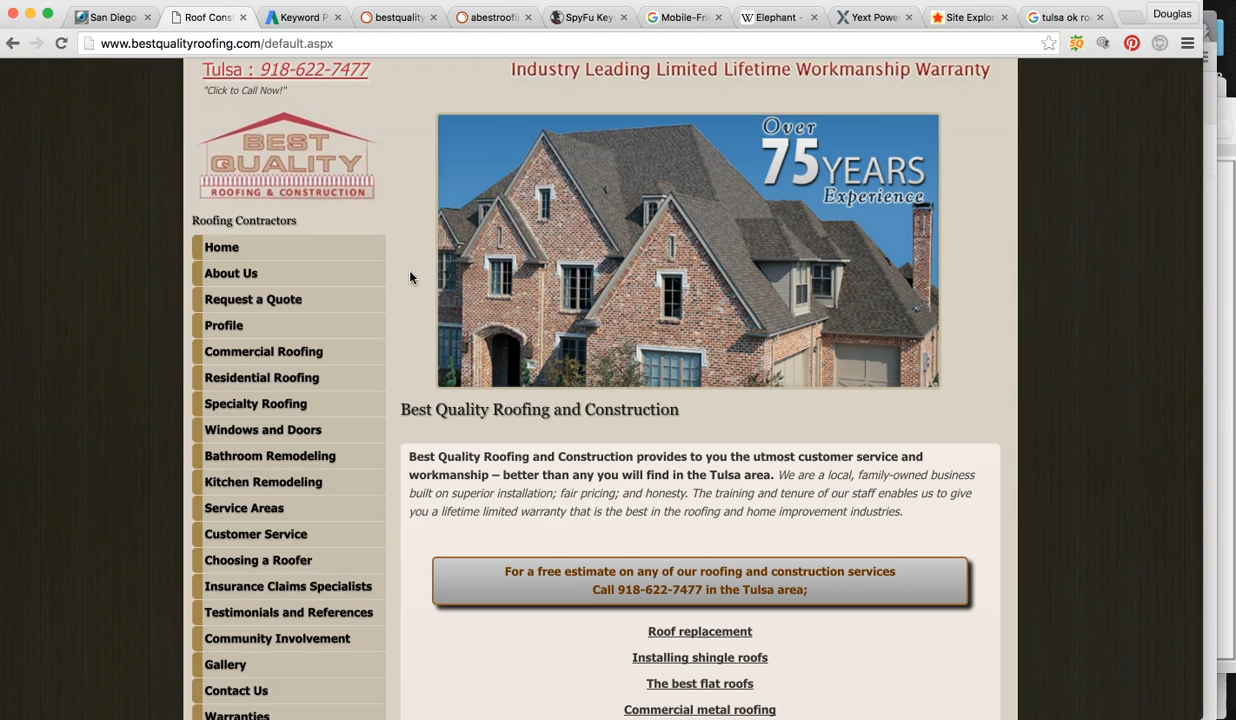 San Diego
Roof Cons
Keyword P
bestquality
abestroofi
SpyFu Key
Mobile-Fri
Elephant -
Yext Powe
Site Explor
tulsa ok ro
Douglas
www.bestqualityroofing.com/default.aspx
Tulsa : 918-622-7477
"Click to Call Now!"
Industry Leading Limited Lifetime Workmanship Warranty
BEST
QUALITY
ROOFING & CONSTRUCTION
Over
75 YEARS
Experience
Roofing Contractors
Home
About Us
Request a Quote
Profile
Commercial Roofing
Residential Roofing
Specialty Roofing
Windows and Doors
Bathroom Remodeling
Kitchen Remodeling
Service Areas
Customer Service
Choosing a Roofer
Insurance Claims Specialists
Testimonials and References
Community Involvement
Gallery
Contact Us
Warranties
Best Quality Roofing and Construction
Best Quality Roofing and Construction provides to you the utmost customer service and
workmanship – better than any you will find in the Tulsa area. We are a local, family-owned business
built on superior installation; fair pricing; and honesty. The training and tenure of our staff enables us to give
you a lifetime limited warranty that is the best in the roofing and home improvement industries.
For a free estimate on any of our roofing and construction services
Call 918-622-7477 in the Tulsa area;
Roof replacement
Installing shingle roofs
The best flat roofs
Commercial metal roofing